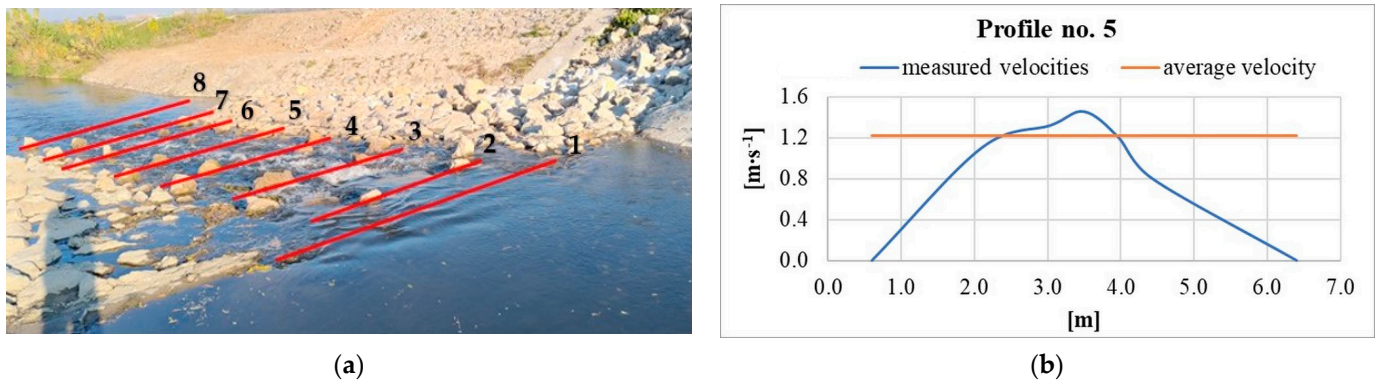 8
7
6
5
4
3
2
1
(a)
Profile no. 5
measured velocities average velocity
1.6
1.2
0.8
0.4
0.0
[m·s⁻¹]
0.0 1.0 2.0 3.0 4.0 5.0 6.0 7.0
[m]
(b)